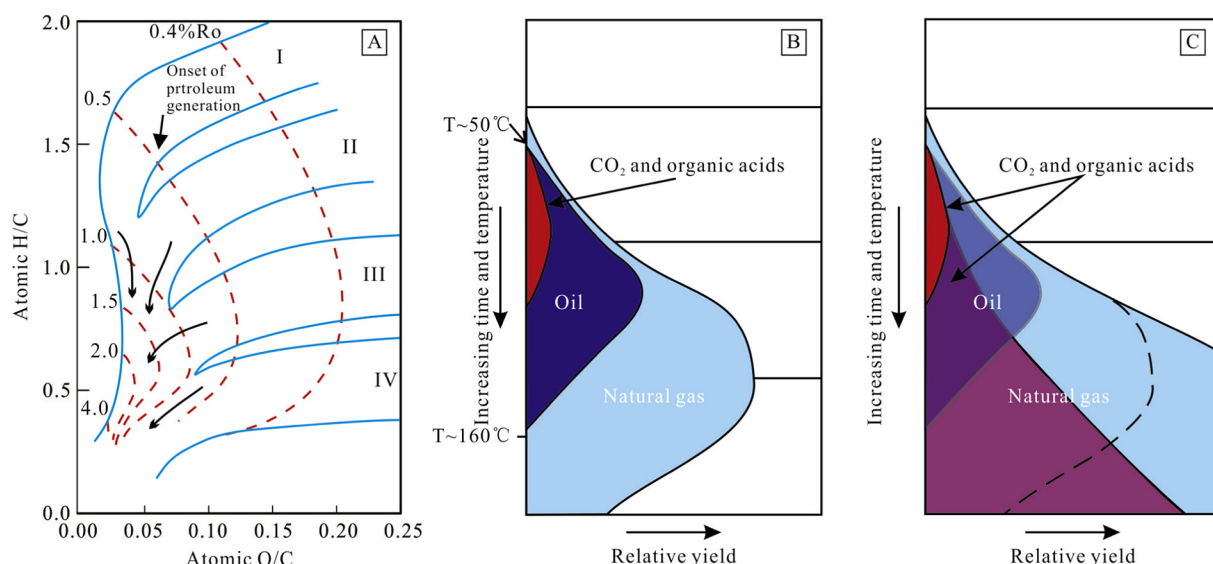 A
2.0
1.5
1.0
0.5
0.0
Atomic H/C
0.4%Ro
I
Onset of
prtroleum
generation
0.5
II
1.0
III
1.5
2.0
IV
4.0
0.00
0.05
0.10
0.15
0.20
0.25
Atomic O/C
B
T~50℃
CO₂ and organic acids
Increasing time and temperature
Oil
Natural gas
T~160℃
Relative yield
C
CO₂ and organic acids
Increasing time and temperature
Oil
Natural gas
Relative yield